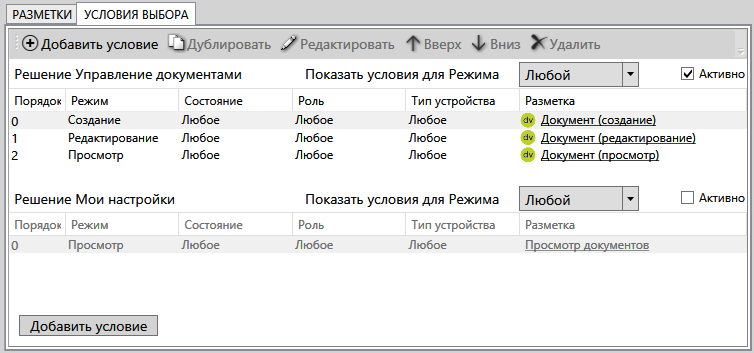 РАЗМЕТКИ УСЛОВИЯ ВЫБОРА
Добавить условие Дублировать Редактировать Вверх Вниз Удалить
Решение Управление документами Показать условия для Режима Любой Активно
Порядок Режим Состояние Роль Тип устройства Разметка
0 Создание Любое Любое Любое dv Документ (создание)
1 Редактирование Любое Любое Любое dv Документ (редактирование)
2 Просмотр Любое Любое Любое dv Документ (просмотр)
Решение Мои настройки Показать условия для Режима Любой Активно
Порядок Режим Состояние Роль Тип устройства Разметка
0 Просмотр Любое Любое Любое Просмотр документов
Добавить условие